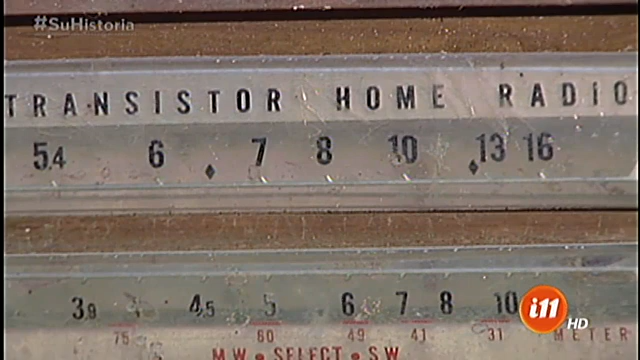 #SuHistoria
TRANSISTOR HOME RADIO
5.4 6 7 8 10 13 16
3.9 4.5 5 6 7 8 10
75 60 49 41 31 METER
i11 HD
MW • SELECT • SW